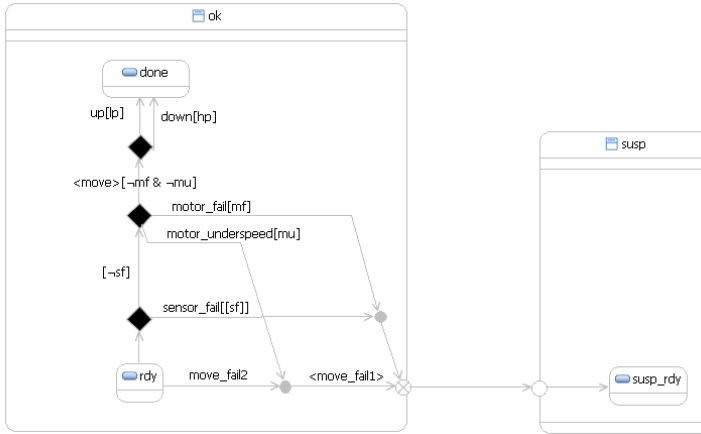 ok
done
up[lp]
down[hp]
susp
<move>[¬mf & ¬mu]
motor_fail[mf]
motor_underspeed[mu]
[¬sf]
sensor_fail[[sf]]
rdy
move_fail2
<move_fail1>
susp_rdy